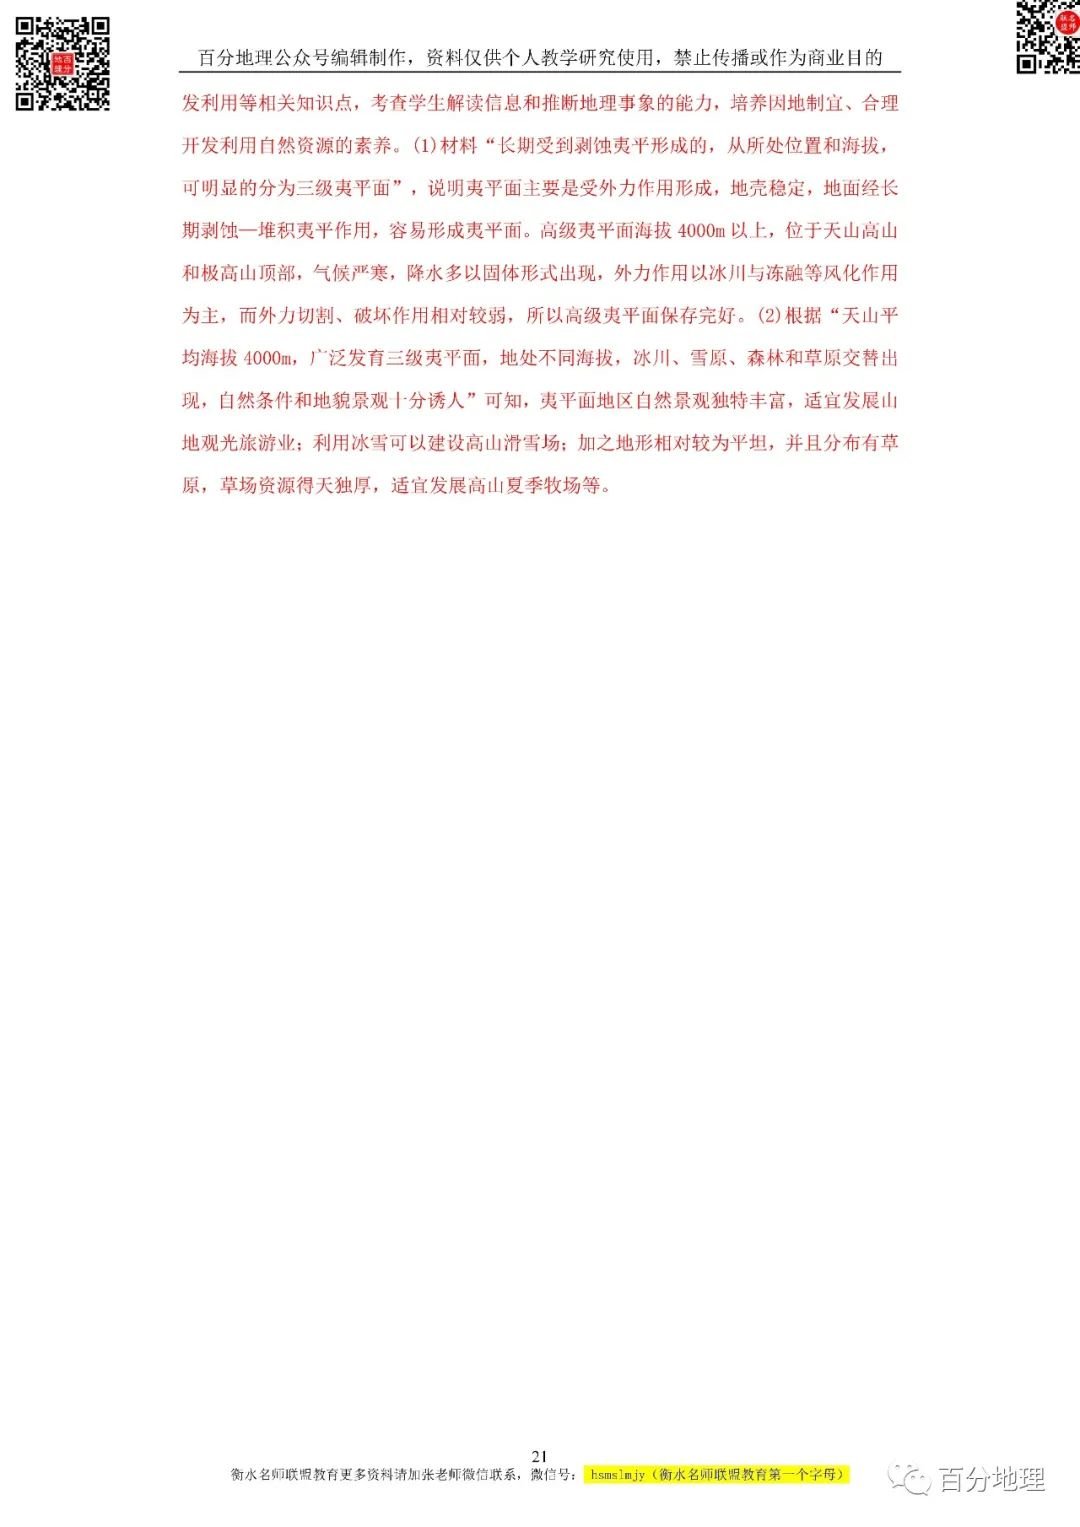 百分地理公众号编辑制作，资料仅供个人教学研究使用，禁止传播或作为商业目的
发利用等相关知识点，考查学生解读信息和推断地理事象的能力，培养因地制宜、合理
开发利用自然资源的素养。(1)材料“长期受到剥蚀夷平形成的，从所处位置和海拔，
可明显的分为三级夷平面”，说明夷平面主要是受外力作用形成，地壳稳定，地面经长
期剥蚀—堆积夷平作用，容易形成夷平面。高级夷平面海拔 4000m 以上，位于天山高山
和极高山顶部，气候严寒，降水多以固体形式出现，外力作用以冰川与冻融等风化作用
为主，而外力切割、破坏作用相对较弱，所以高级夷平面保存完好。(2)根据“天山平
均海拔 4000m，广泛发育三级夷平面，地处不同海拔，冰川、雪原、森林和草原交替出
现，自然条件和地貌景观十分诱人”可知，夷平面地区自然景观独特丰富，适宜发展山
地观光旅游业；利用冰雪可以建设高山滑雪场；加之地形相对较为平坦，并且分布有草
原，草场资源得天独厚，适宜发展高山夏季牧场等。
21
衡水名师联盟教育更多资料请加张老师微信联系，微信号： hsmslmjy（衡水名师联盟教育第一个字母）
百分地理